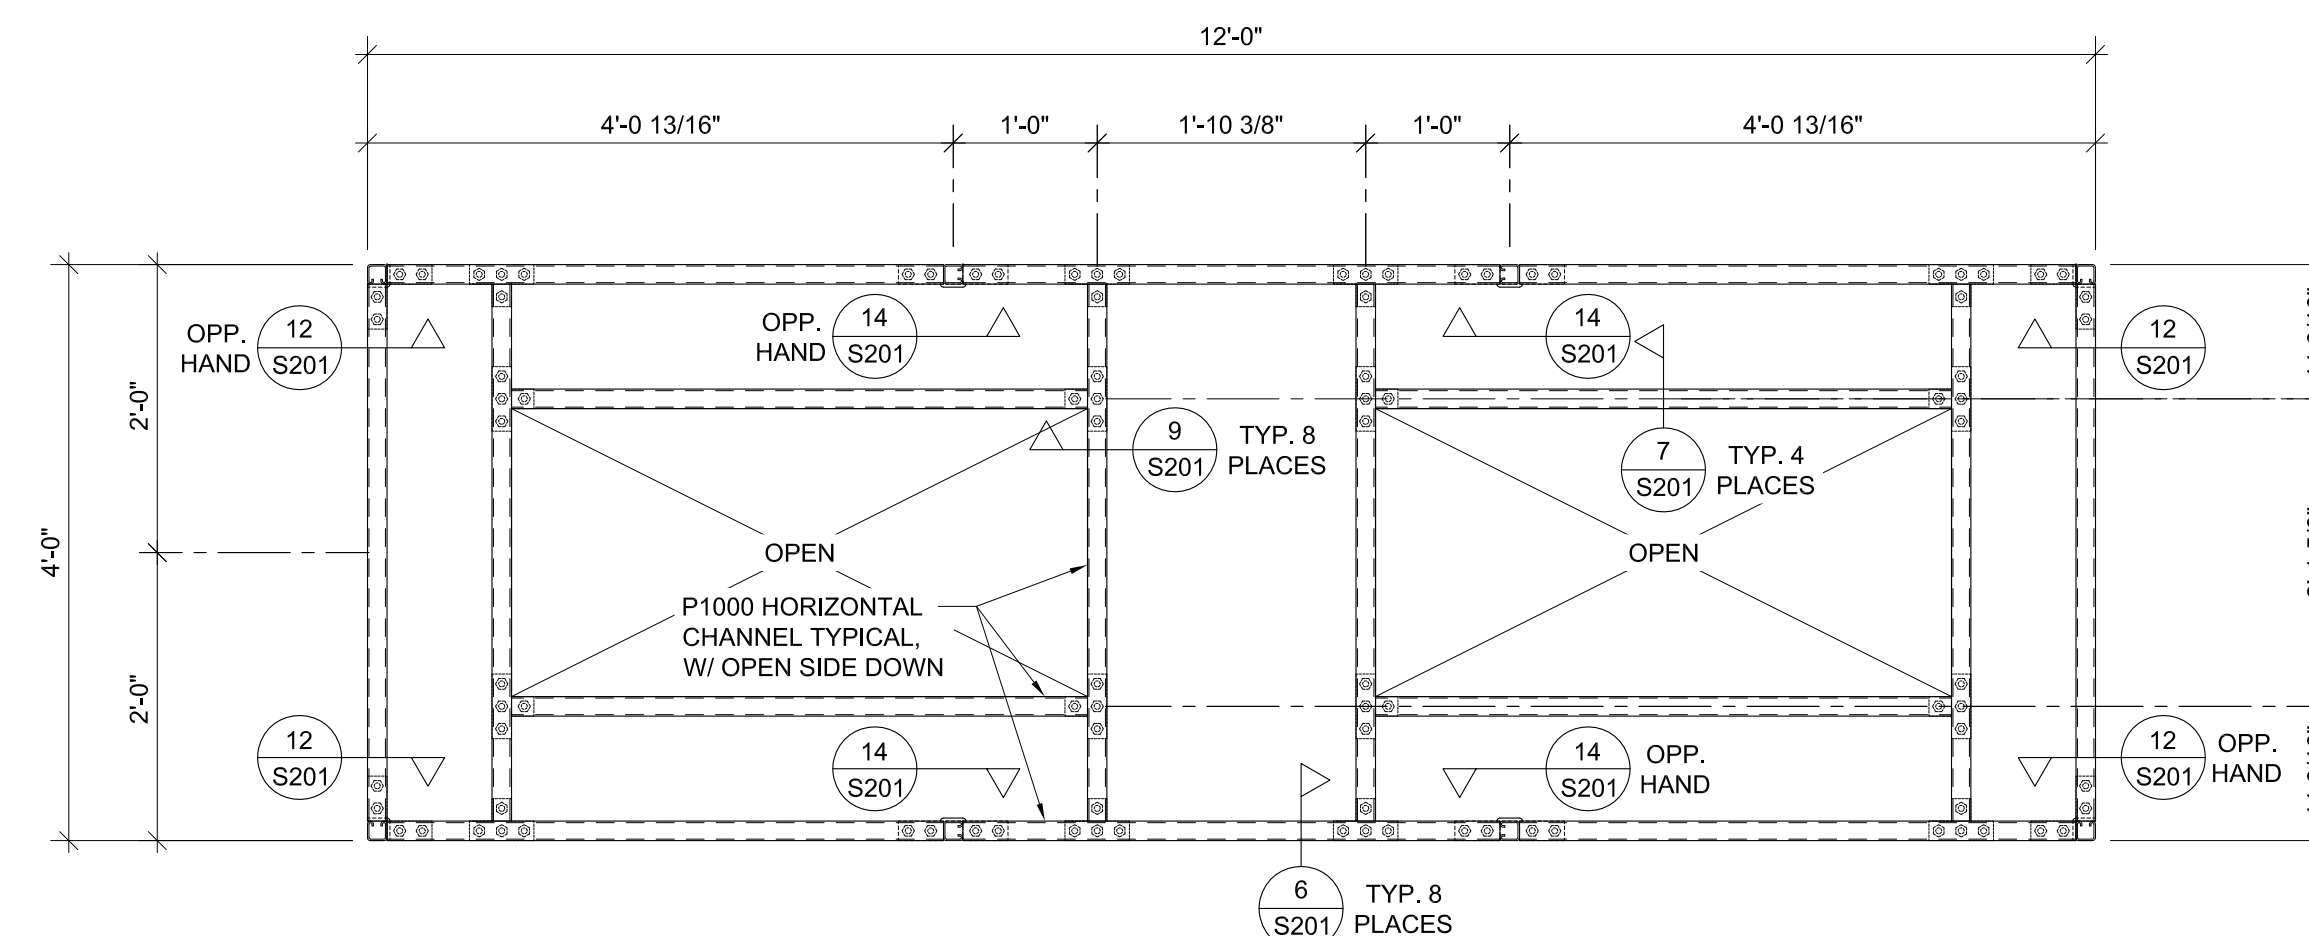 12'-0"
4'-0 13/16"
1'-0"
1'-10 3/8"
1'-0"
4'-0 13/16"
OPP.
HAND
12
S201
OPP.
HAND
14
S201
14
S201
12
S201
2'-0"
9
S201
TYP. 8
PLACES
7
S201
TYP. 4
PLACES
4'-0"
OPEN
OPEN
P1000 HORIZONTAL
CHANNEL TYPICAL,
W/ OPEN SIDE DOWN
2'-0"
12
S201
14
S201
14
S201
OPP.
HAND
12
S201
OPP.
HAND
6
S201
TYP. 8
PLACES